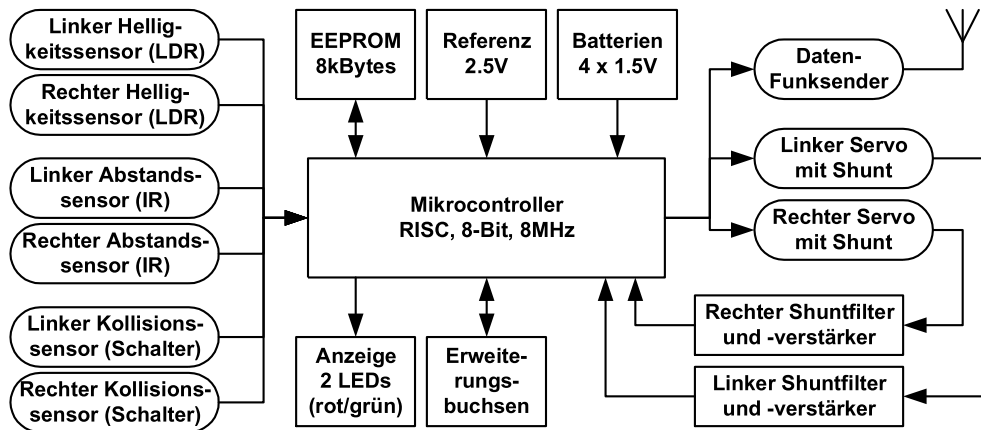 Linker Hellig-
keitssensor (LDR)
Rechter Hellig-
keitssensor (LDR)
Linker Abstands-
sensor (IR)
Rechter Abstands-
sensor (IR)
Linker Kollisions-
sensor (Schalter)
Rechter Kollisions-
sensor (Schalter)
EEPROM
8kBytes
Referenz
2.5V
Batterien
4 x 1.5V
Mikrocontroller
RISC, 8-Bit, 8MHz
Anzeige
2 LEDs
(rot/grün)
Erweite-
rungs-
buchsen
Daten-
Funksender
Linker Servo
mit Shunt
Rechter Servo
mit Shunt
Rechter Shuntfilter
und -verstärker
Linker Shuntfilter
und -verstärker